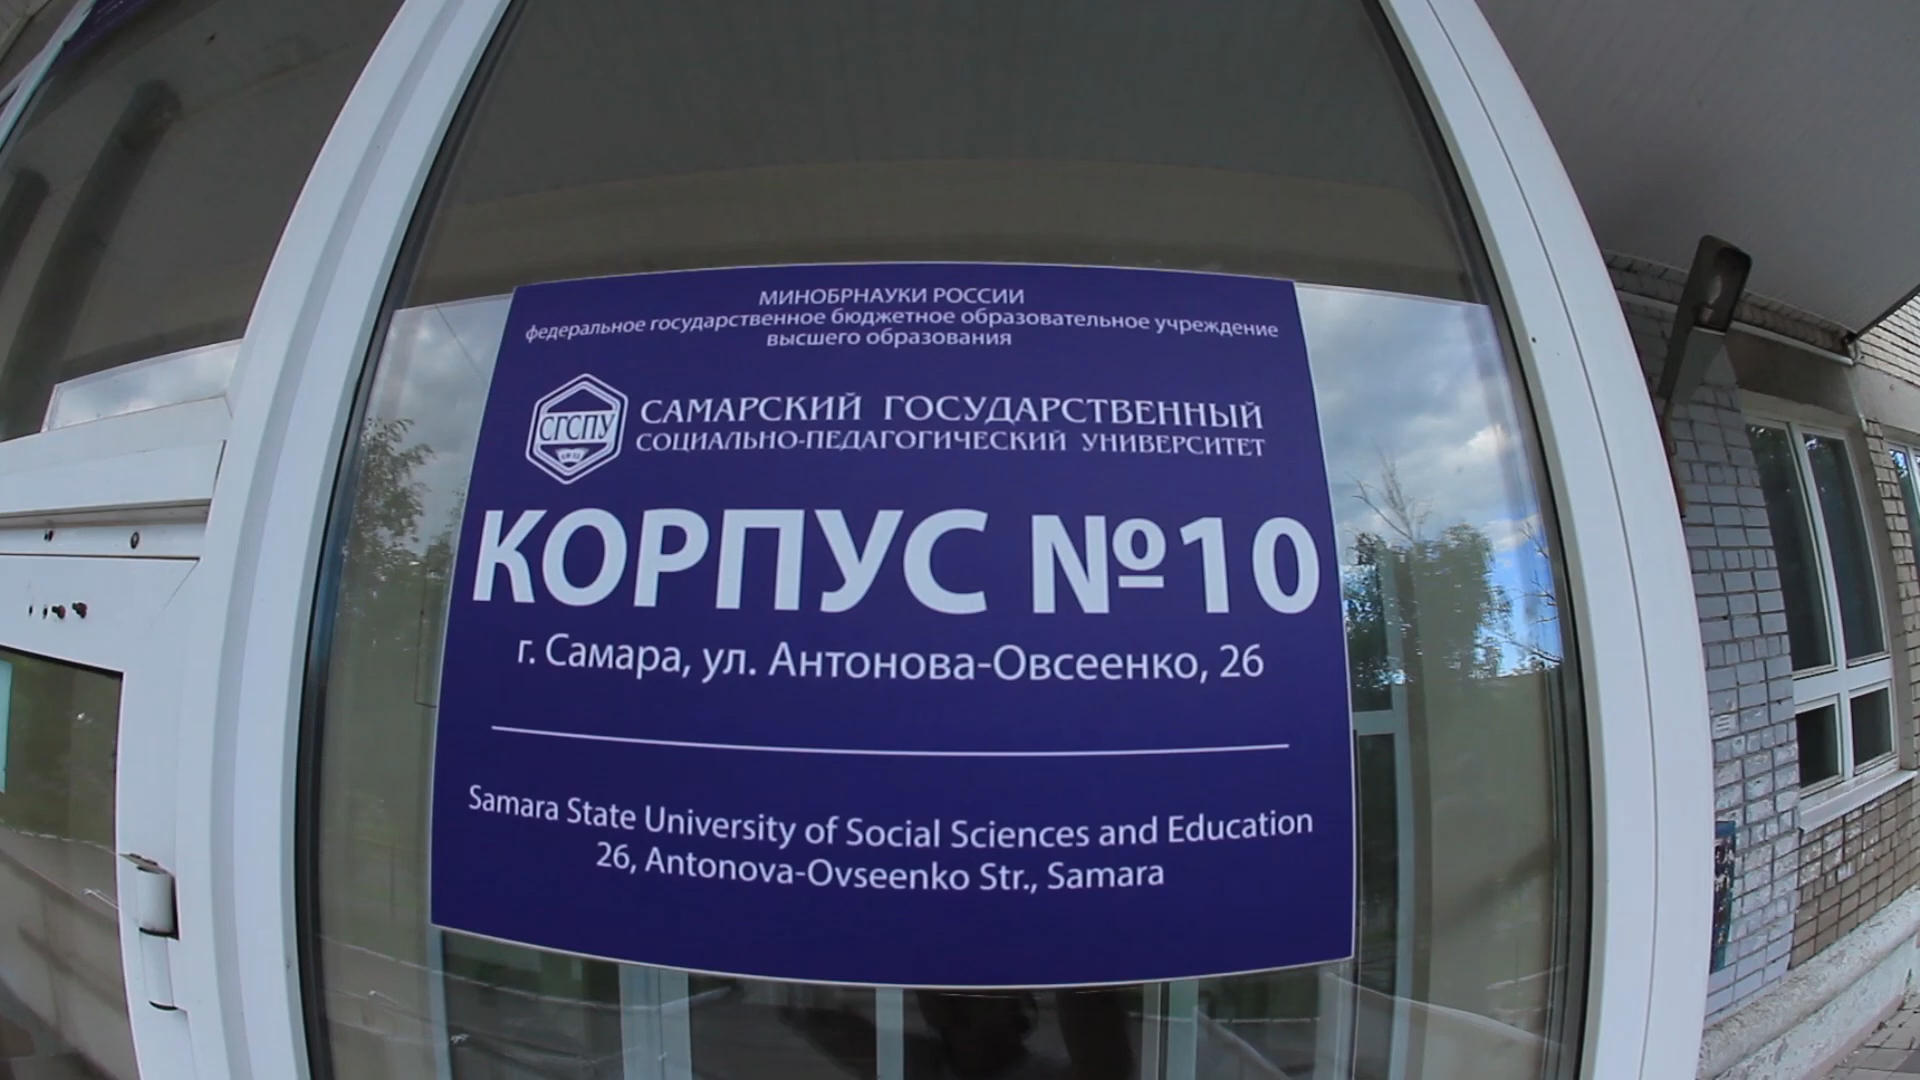 МИНОБРНАУКИ РОССИИ
федеральное государственное бюджетное образовательное учреждение
высшего образования
СГСПУ
САМАРСКИЙ ГОСУДАРСТВЕННЫЙ
СОЦИАЛЬНО-ПЕДАГОГИЧЕСКИЙ УНИВЕРСИТЕТ
КОРПУС №10
г. Самара, ул. Антонова-Овсеенко, 26
Samara State University of Social Sciences and Education
26, Antonova-Ovseenko Str., Samara